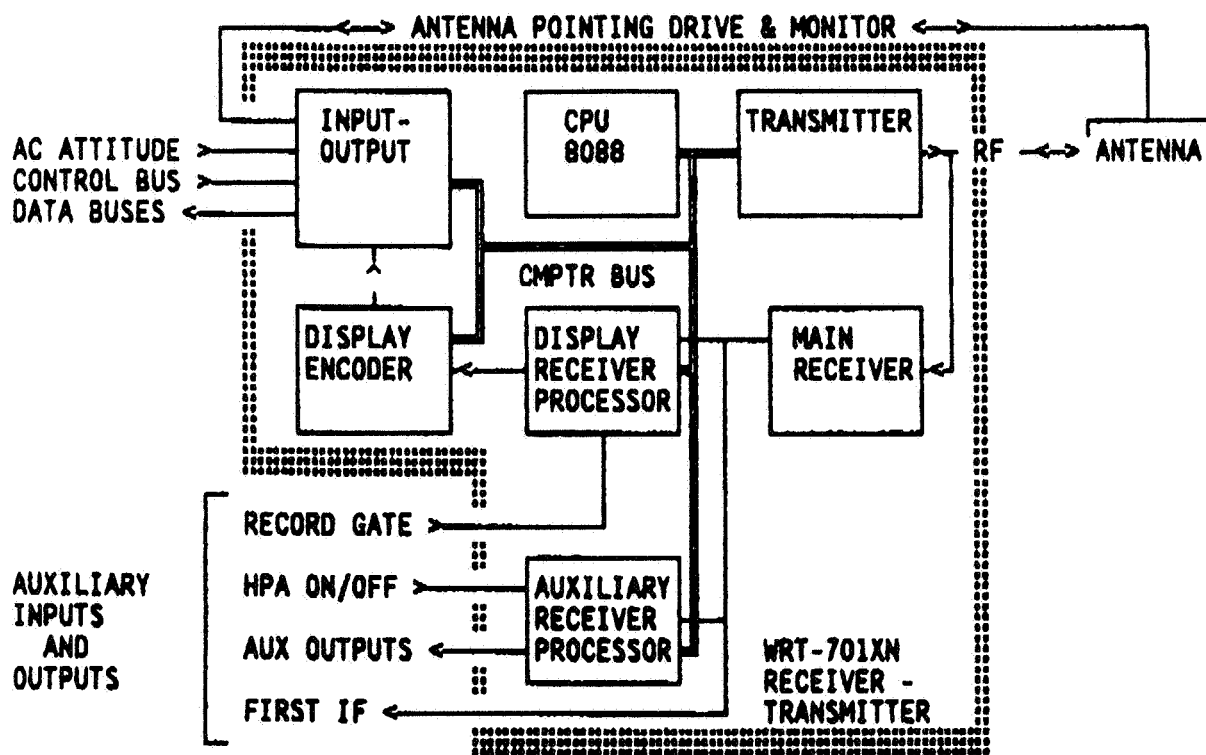 ANTENNA POINTING DRIVE & MONITOR
INPUT-
OUTPUT
CPU
8088
TRANSMITTER
AC ATTITUDE
CONTROL BUS
DATA BUSES
RF
ANTENNA
CMPTR BUS
DISPLAY
ENCODER
DISPLAY
RECEIVER
PROCESSOR
MAIN
RECEIVER
AUXILIARY
INPUTS
AND
OUTPUTS
RECORD GATE
HPA ON/OFF
AUX OUTPUTS
FIRST IF
AUXILIARY
RECEIVER
PROCESSOR
WRT-701XN
RECEIVER -
TRANSMITTER